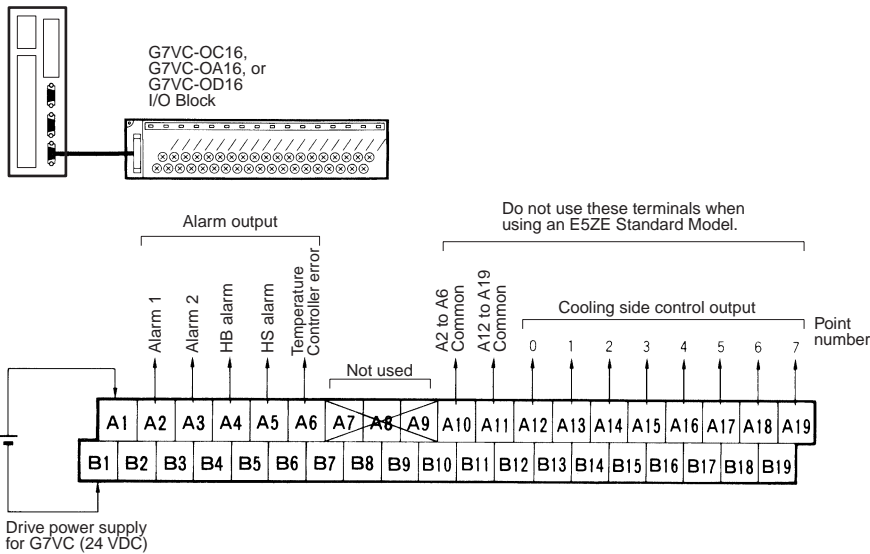 G7VC-OC16,
G7VC-OA16, or
G7VC-OD16
I/O Block
Alarm output
Do not use these terminals when
using an E5ZE Standard Model.
Alarm 1
Alarm 2
HB alarm
HS alarm
Temperature
Controller error
Not used
A2 to A6
Common
A12 to A19
Common
Cooling side control output
0 1 2 3 4 5 6 7
Point
number
A1 A2 A3 A4 A5 A6 A7 A8 A9 A10 A11 A12 A13 A14 A15 A16 A17 A18 A19
B1 B2 B3 B4 B5 B6 B7 B8 B9 B10 B11 B12 B13 B14 B15 B16 B17 B18 B19
Drive power supply
for G7VC (24 VDC)